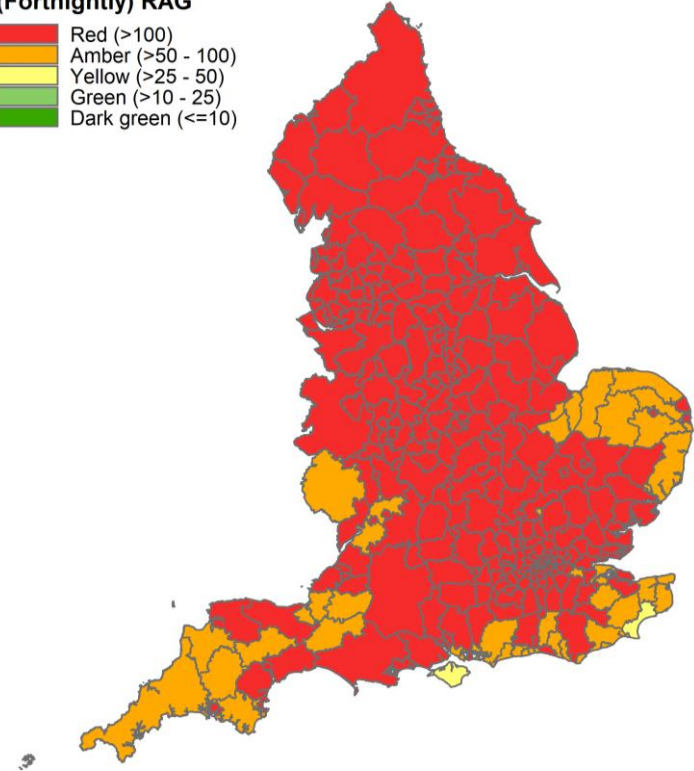 (Fortnightly) RAG
Red (>100)
Amber (>50 - 100)
Yellow (>25 - 50)
Green (>10 - 25)
Dark green (<=10)